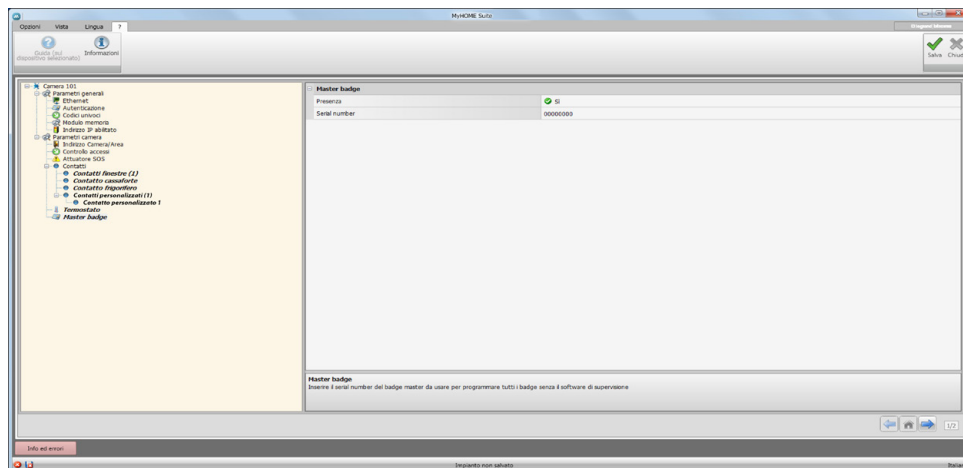 MyHOME Suite
Opzioni Vista Lingua ?
Guida (sul dispositivo selezionato)
Informazioni
Salva Chiudi
Camera 101
Parametri generali
Ethernet
Autenticazione
Codici univoci
Modulo memoria
Indirizzo IP abilitato
Parametri camera
Indirizzo Camera/Area
Controllo accessi
Attuatore SOS
Contatti
Contatti finestre (1)
Contatto cassaforte
Contatto frigorifero
Contatti personalizzati (1)
Contatto personalizzato 1
Termostato
Master badge
Master badge
Presenza Sì
Serial number 00000000
Master badge
Inserire il serial number del badge master da usare per programmare tutti i badge senza il software di supervisione
1/2
Info ed errori
Impianto non salvato